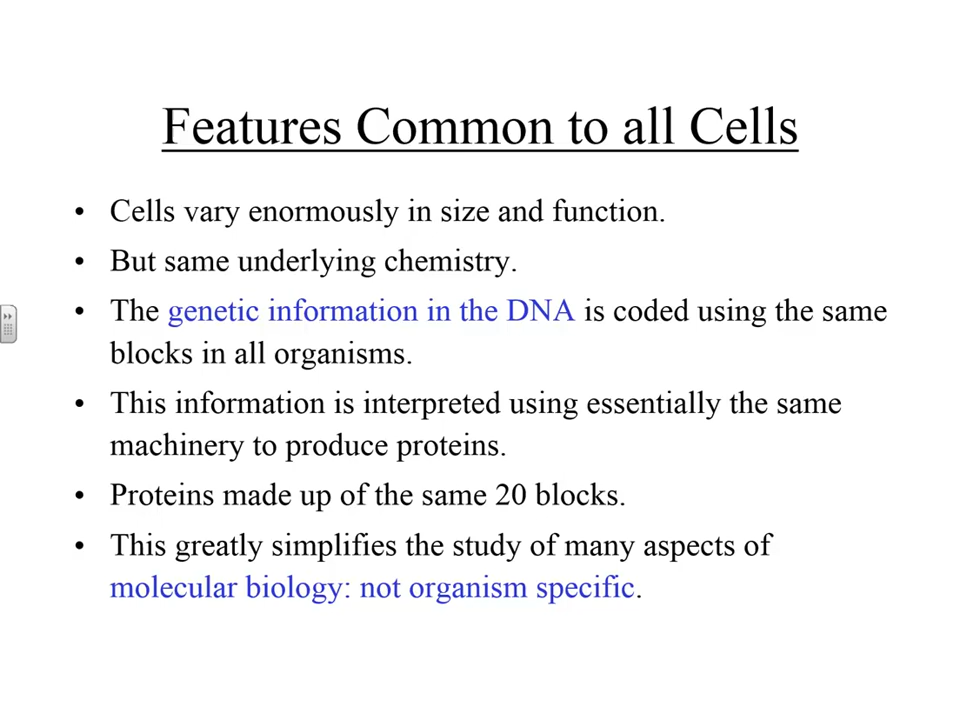 Features Common to all Cells
• Cells vary enormously in size and function.
• But same underlying chemistry.
• The genetic information in the DNA is coded using the same
blocks in all organisms.
• This information is interpreted using essentially the same
machinery to produce proteins.
• Proteins made up of the same 20 blocks.
• This greatly simplifies the study of many aspects of
molecular biology: not organism specific.